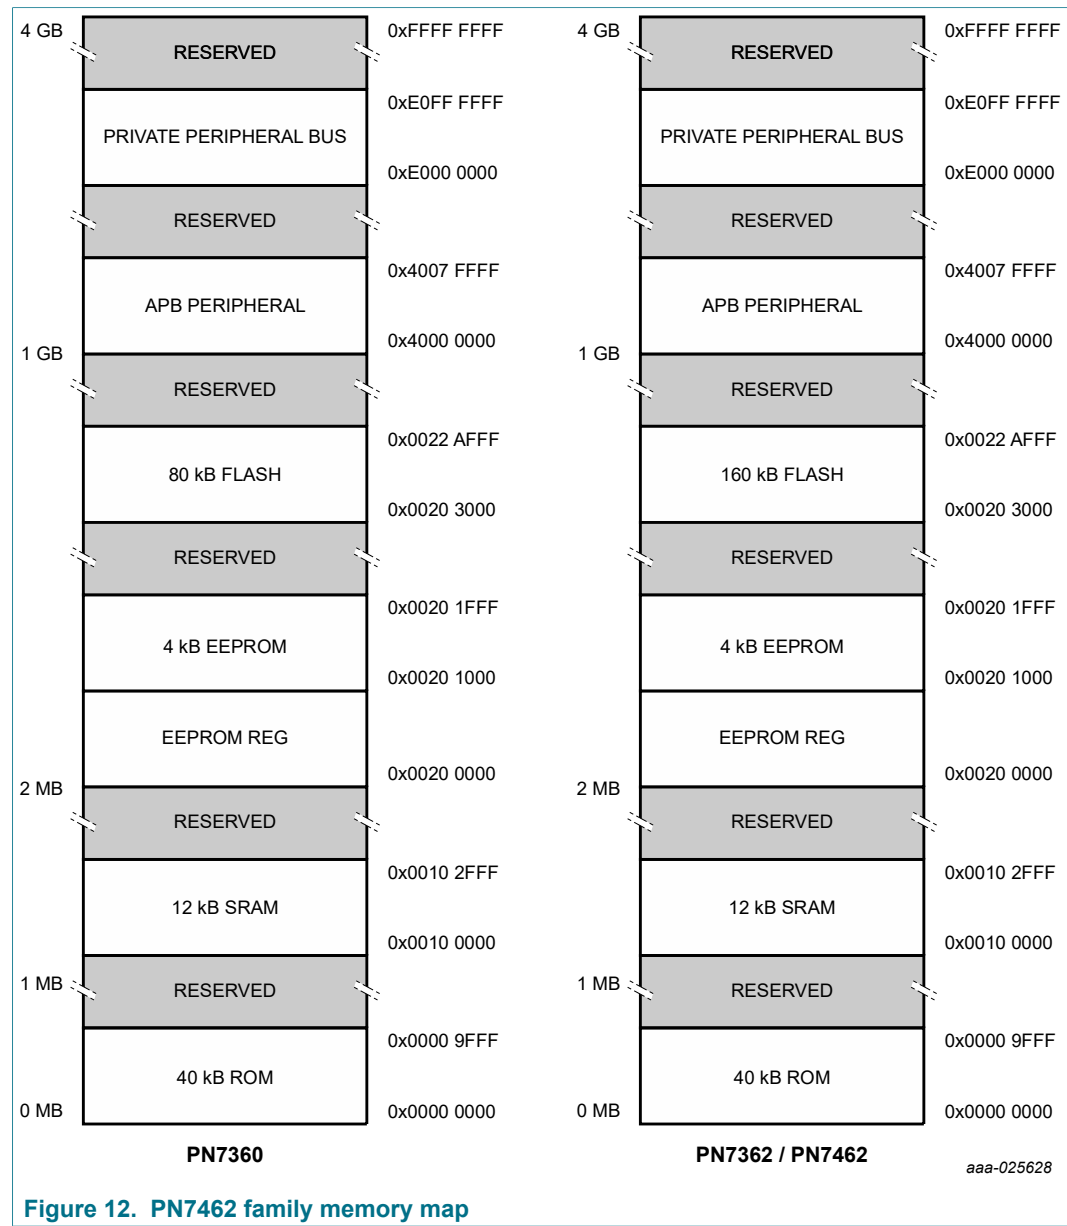 4 GB
RESERVED
0xFFFF FFFF
0xE0FF FFFF
PRIVATE PERIPHERAL BUS
0xE000 0000
RESERVED
0x4007 FFFF
APB PERIPHERAL
0x4000 0000
1 GB
RESERVED
0x0022 AFFF
80 kB FLASH
0x0020 3000
RESERVED
0x0020 1FFF
4 kB EEPROM
0x0020 1000
EEPROM REG
0x0020 0000
2 MB
RESERVED
0x0010 2FFF
12 kB SRAM
0x0010 0000
1 MB
RESERVED
0x0000 9FFF
40 kB ROM
0 MB
0x0000 0000
PN7360
4 GB
RESERVED
0xFFFF FFFF
0xE0FF FFFF
PRIVATE PERIPHERAL BUS
0xE000 0000
RESERVED
0x4007 FFFF
APB PERIPHERAL
0x4000 0000
1 GB
RESERVED
0x0022 AFFF
160 kB FLASH
0x0020 3000
RESERVED
0x0020 1FFF
4 kB EEPROM
0x0020 1000
EEPROM REG
0x0020 0000
2 MB
RESERVED
0x0010 2FFF
12 kB SRAM
0x0010 0000
1 MB
RESERVED
0x0000 9FFF
40 kB ROM
0 MB
0x0000 0000
PN7362 / PN7462
aaa-025628
Figure 12. PN7462 family memory map